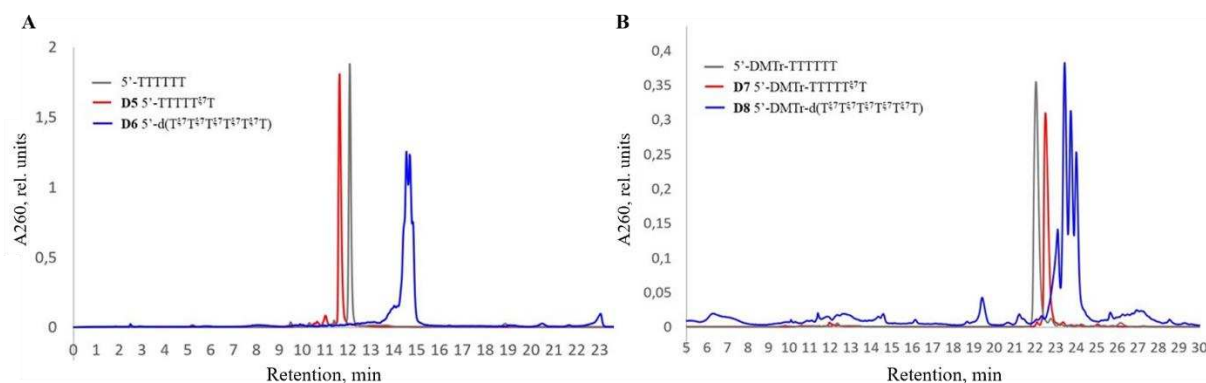 A
2
1,5
1
0,5
0
A260, rel. units
5’-TTTTTT
D5 5’-TTTTTξ7T
D6 5’-d(Tξ7Tξ7Tξ7Tξ7Tξ7T)
0 1 2 3 4 5 6 7 8 9 10 11 12 13 14 15 16 17 18 19 20 21 22 23
Retention, min
B
0,4
0,35
0,3
0,25
0,2
0,15
0,1
0,05
0
A260, rel. units
5’-DMTr-TTTTTT
D7 5’-DMTr-TTTTTξ7T
D8 5’-DMTr-d(Tξ7Tξ7Tξ7Tξ7Tξ7T)
5 6 7 8 9 10 11 12 13 14 15 16 17 18 19 20 21 22 23 24 25 26 27 28 29 30
Retention, min